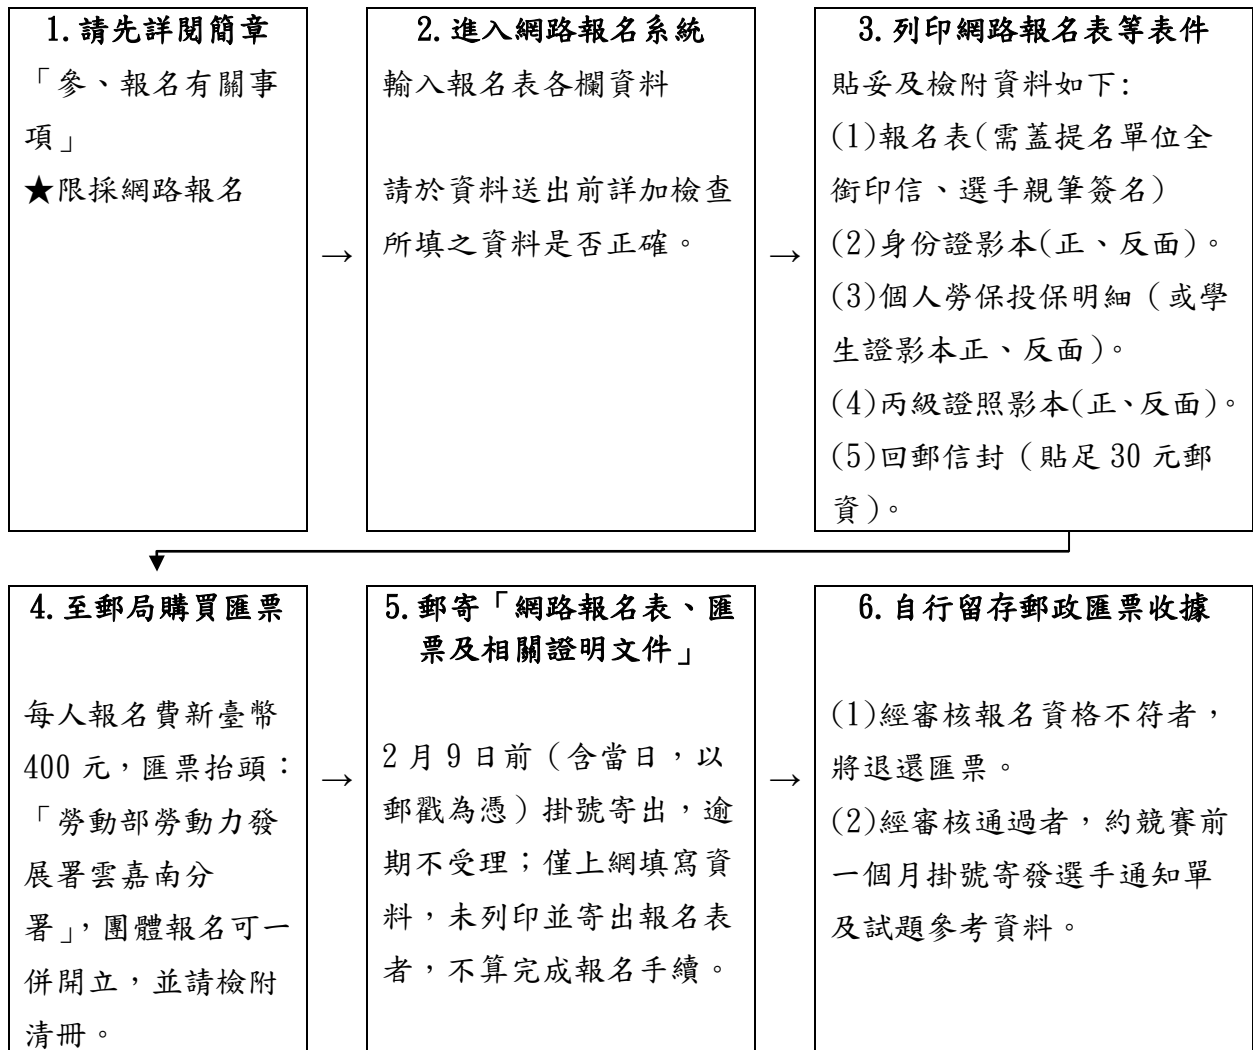 1.請先詳閱簡章
「參、報名有關事
項」
★限採網路報名
→
2.進入網路報名系統
輸入報名表各欄資料
請於資料送出前詳加檢查
所填之資料是否正確。
→
3.列印網路報名表等表件
貼妥及檢附資料如下:
(1)報名表(需蓋提名單位全
銜印信、選手親筆簽名)
(2)身份證影本(正、反面)。
(3)個人勞保投保明細（或學
生證影本正、反面）。
(4)丙級證照影本(正、反面)。
(5)回郵信封（貼足 30 元郵
資）。
4.至郵局購買匯票
每人報名費新臺幣
400 元，匯票抬頭：
「勞動部勞動力發
展署雲嘉南分
署」，團體報名可一
併開立，並請檢附
清冊。
→
5.郵寄「網路報名表、匯
票及相關證明文件」
2 月 9 日前（含當日，以
郵戳為憑）掛號寄出，逾
期不受理；僅上網填寫資
料，未列印並寄出報名表
者，不算完成報名手續。
→
6.自行留存郵政匯票收據
(1)經審核報名資格不符者，
將退還匯票。
(2)經審核通過者，約競賽前
一個月掛號寄發選手通知單
及試題參考資料。